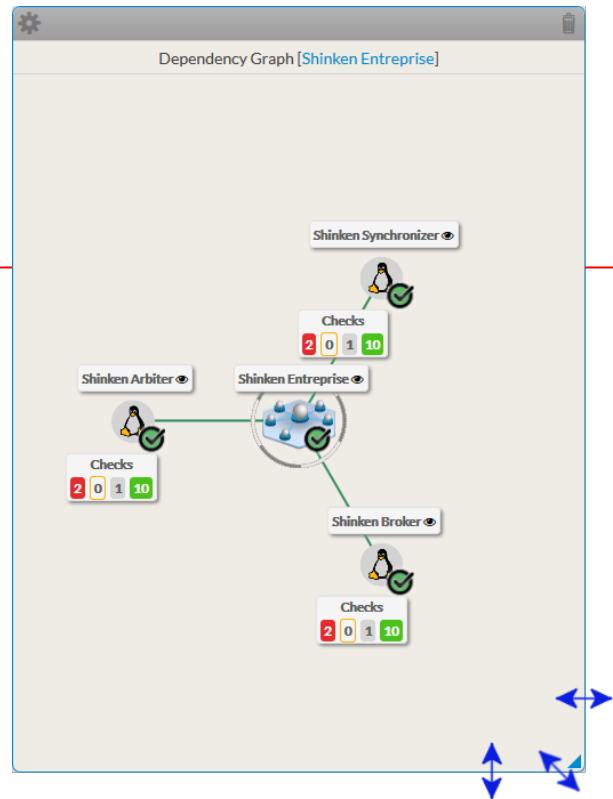 Dependency Graph [Shinken Entreprise]
Shinken Synchronizer
Checks
2 0 1 10
Shinken Arbiter
Shinken Entreprise
Checks
2 0 1 10
Shinken Broker
Checks
2 0 1 10